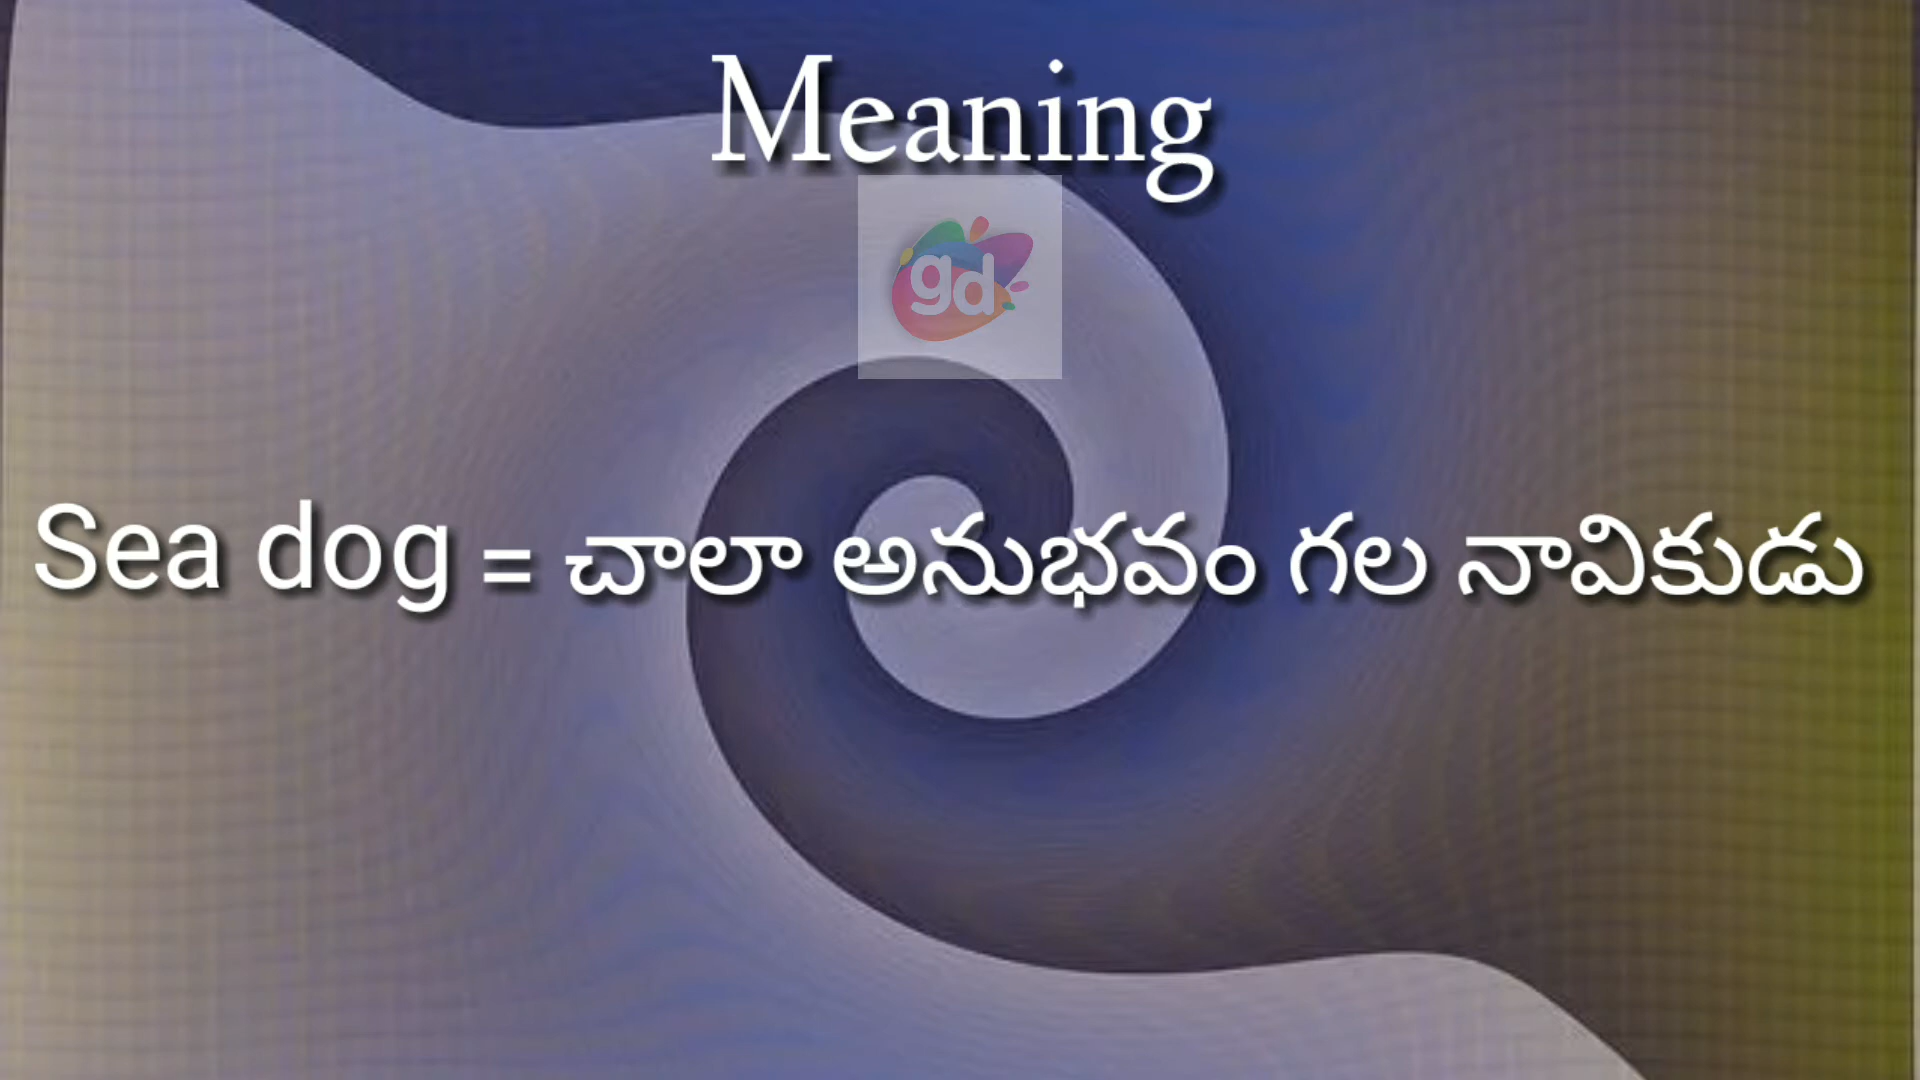 Meaning
gd
Sea dog = చాలా అనుభవం గల నావికుడు